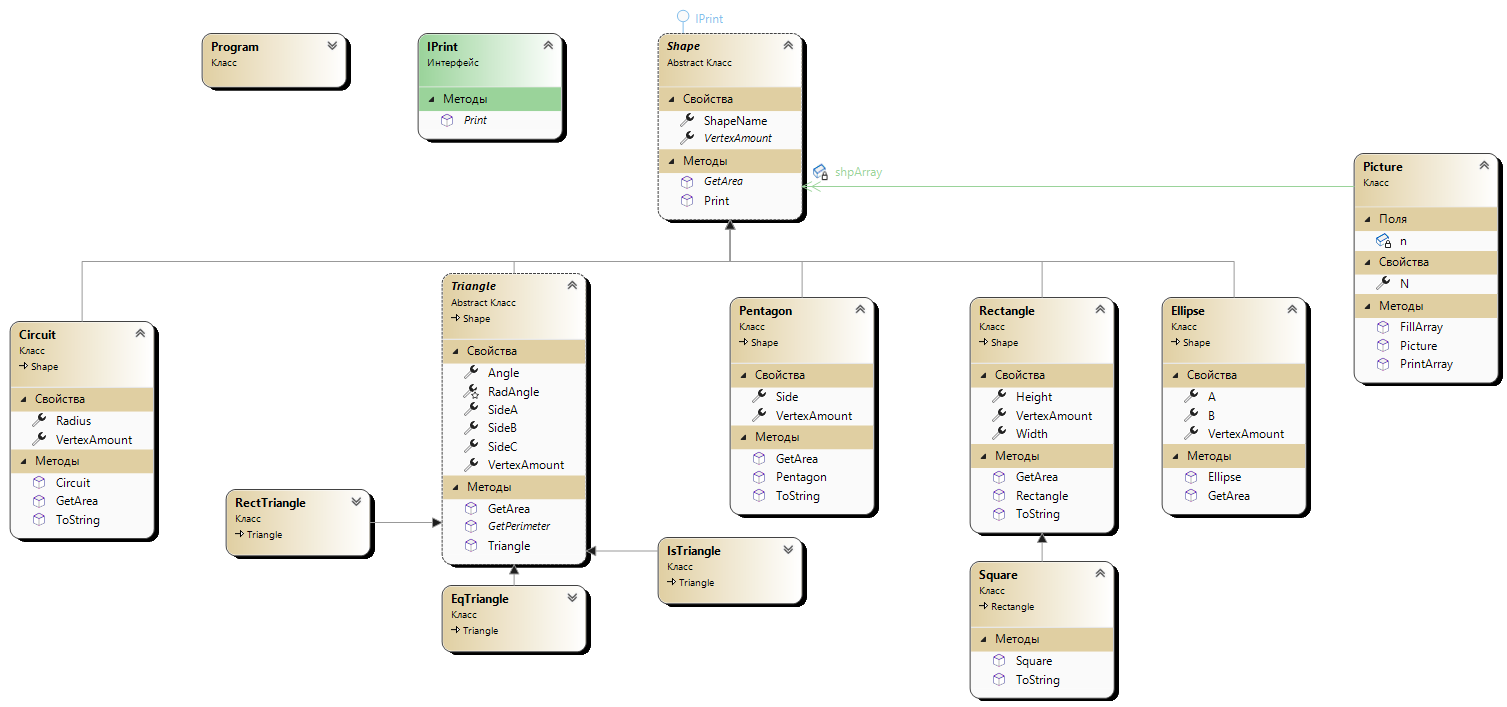 Program
Класс
IPrint
Интерфейс
Методы
Print
IPrint
Shape
Abstract Класс
Свойства
ShapeName
VertexAmount
Методы
GetArea
Print
shpArray
Picture
Класс
Поля
n
Свойства
N
Методы
FillArray
Picture
PrintArray
Circuit
Класс
Shape
Свойства
Radius
VertexAmount
Методы
Circuit
GetArea
ToString
Triangle
Abstract Класс
Shape
Свойства
Angle
RadAngle
SideA
SideB
SideC
VertexAmount
Методы
GetArea
GetPerimeter
Triangle
Pentagon
Класс
Shape
Свойства
Side
VertexAmount
Методы
GetArea
Pentagon
ToString
Rectangle
Класс
Shape
Свойства
Height
VertexAmount
Width
Методы
GetArea
Rectangle
ToString
Ellipse
Класс
Shape
Свойства
A
B
VertexAmount
Методы
Ellipse
GetArea
RectTriangle
Класс
Triangle
IsTriangle
Класс
Triangle
EqTriangle
Класс
Triangle
Square
Класс
Rectangle
Методы
Square
ToString